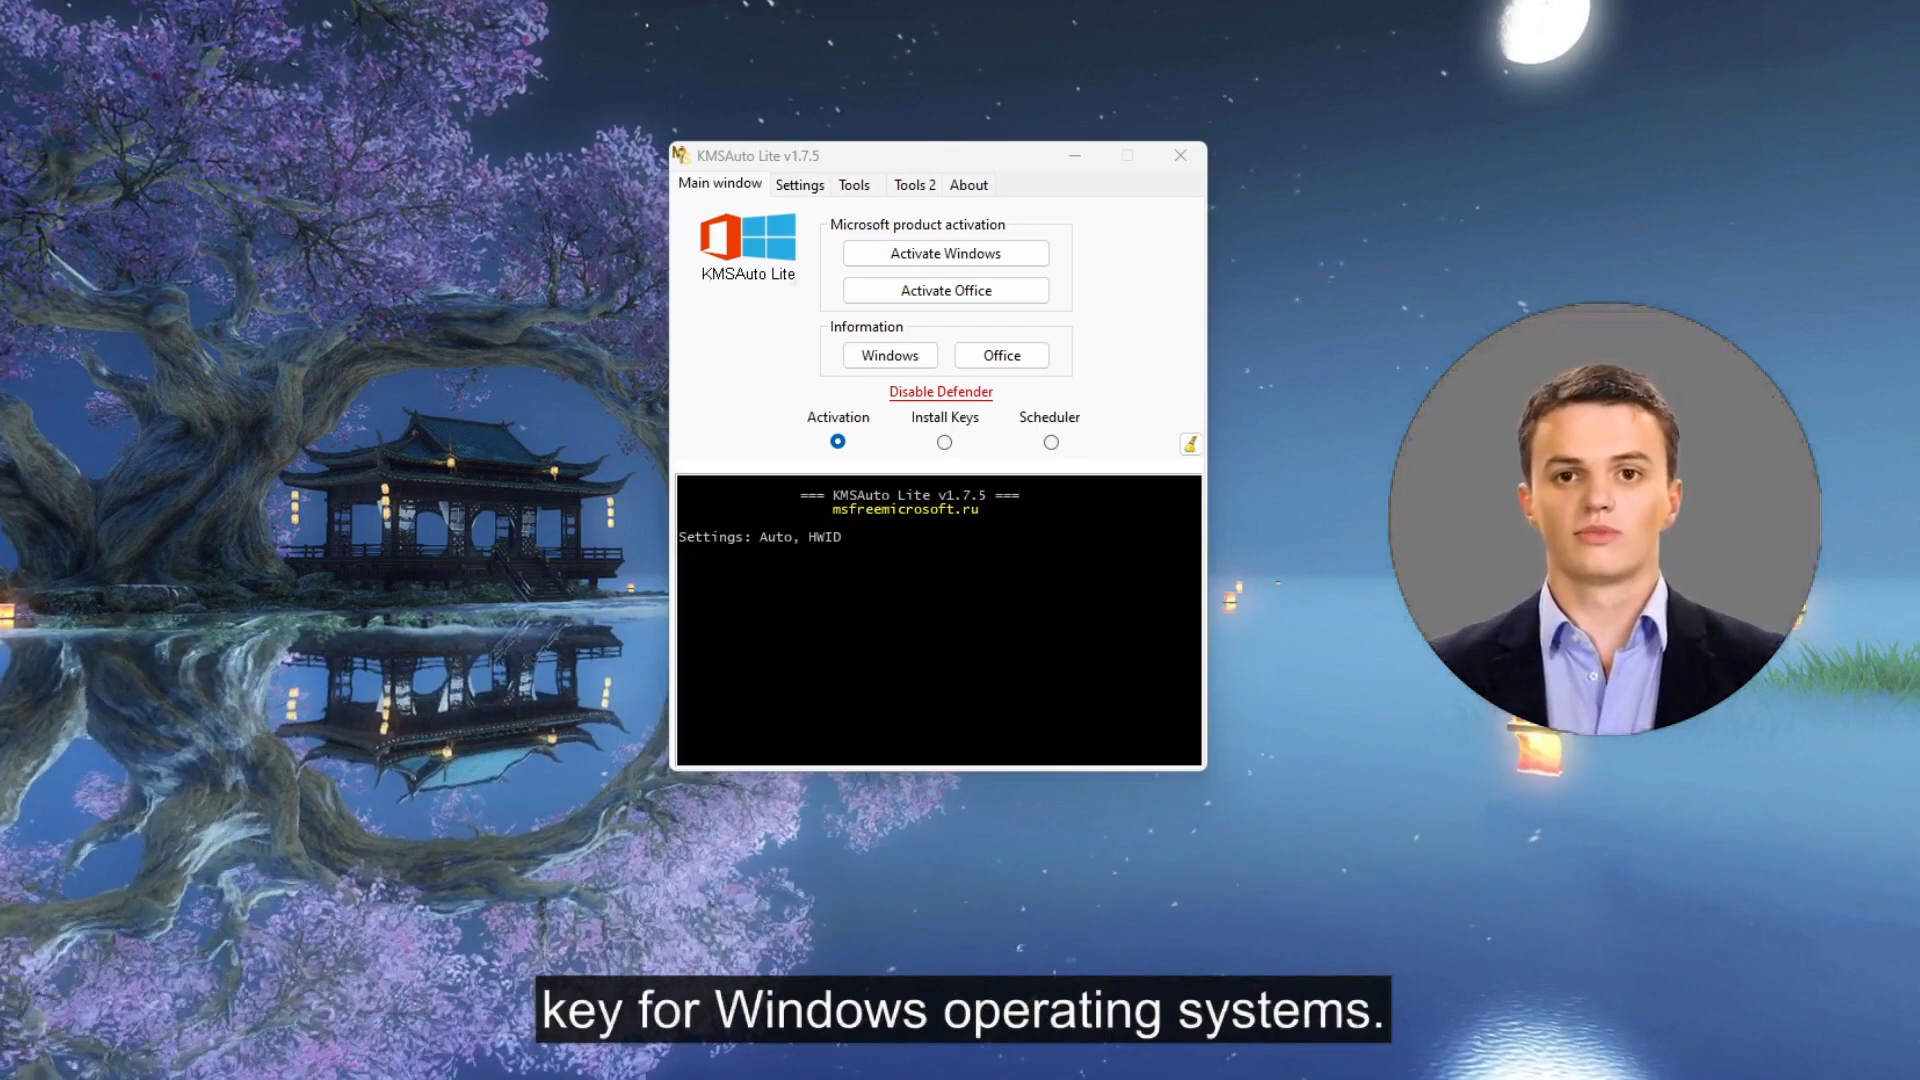 KMSAuto Lite v1.7.5
Main window Settings Tools Tools 2 About
KMSAuto Lite
Microsoft product activation
Activate Windows
Activate Office
Information
Windows Office
Disable Defender
Activation Install Keys Scheduler
=== KMSAuto Lite v1.7.5 ===
msfreemicrosoft.ru
Settings: Auto, HWID
key for Windows operating systems.